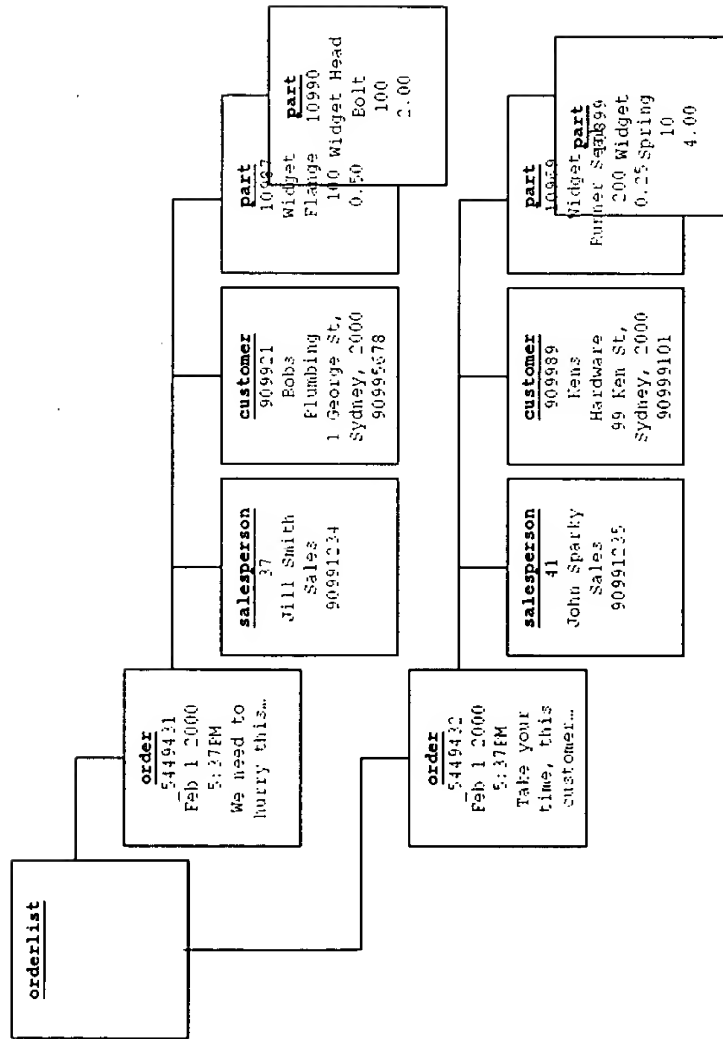 orderlist
order
5449431
Feb 1 2000
5:37PM
We need to
hurry this…
salesperson
37
Jill Smith
Sales
90991234
customer
909921
Bobs
Plumbing
1 George St,
Sydney, 2000
90995678
part
10987
Widget
Flange
100
0.50
part
10990
Widget Head
Bolt
100
2.00
order
5449432
Feb 1 2000
5:37PM
Take your
time, this
customer…
salesperson
41
John Sparky
Sales
90991235
customer
909989
Kens
Hardware
99 Ken St,
Sydney, 2000
90999101
part
Widget
Runner
200
0.25
part
Widget
Spring
10
4.00